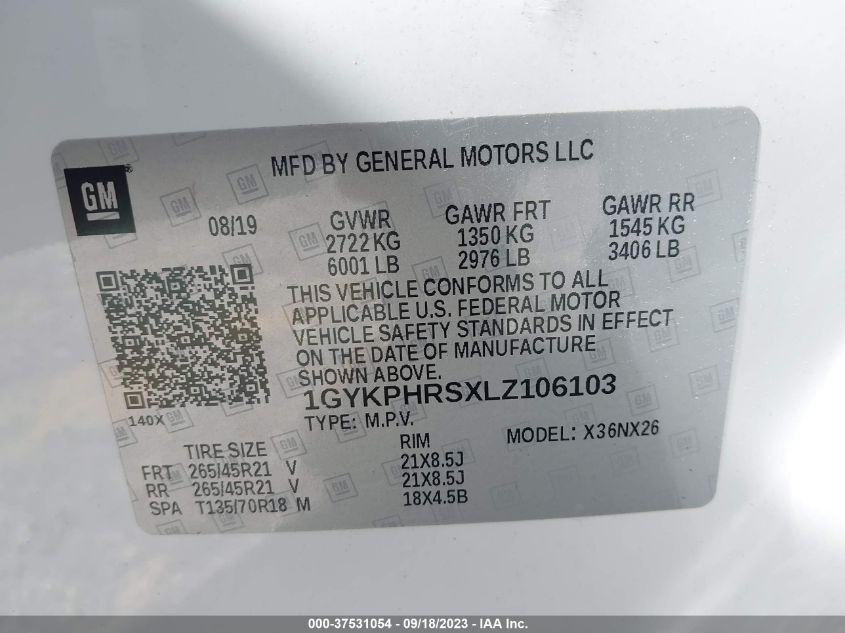 MFD BY GENERAL MOTORS LLC
GM®
08/19
GVWR
2722 KG
6001 LB
GAWR FRT
1350 KG
2976 LB
GAWR RR
1545 KG
3406 LB
THIS VEHICLE CONFORMS TO ALL
APPLICABLE U.S. FEDERAL MOTOR
VEHICLE SAFETY STANDARDS IN EFFECT
ON THE DATE OF MANUFACTURE
SHOWN ABOVE.
1GYKPHRSXLZ106103
140X
TYPE: M.P.V.
MODEL: X36NX26
TIRE SIZE RIM
FRT 265/45R21 V 21X8.5J
RR 265/45R21 V 21X8.5J
SPA T135/70R18 M 18X4.5B
000-37531054 - 09/18/2023 - IAA Inc.